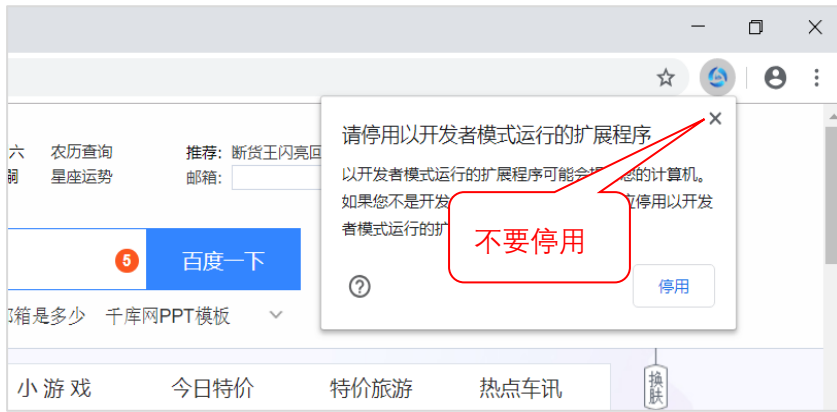 六 农历查询 推荐: 断货王闪亮回
星座运势 邮箱:
5 百度一下
箱是多少 千库网PPT模板
小游戏 今日特价 特价旅游 热点车讯
换肤
请停用以开发者模式运行的扩展程序
以开发者模式运行的扩展程序可能会 您的计算机。
如果您不是开发 停用以开发
者模式运行的扩
不要停用
停用